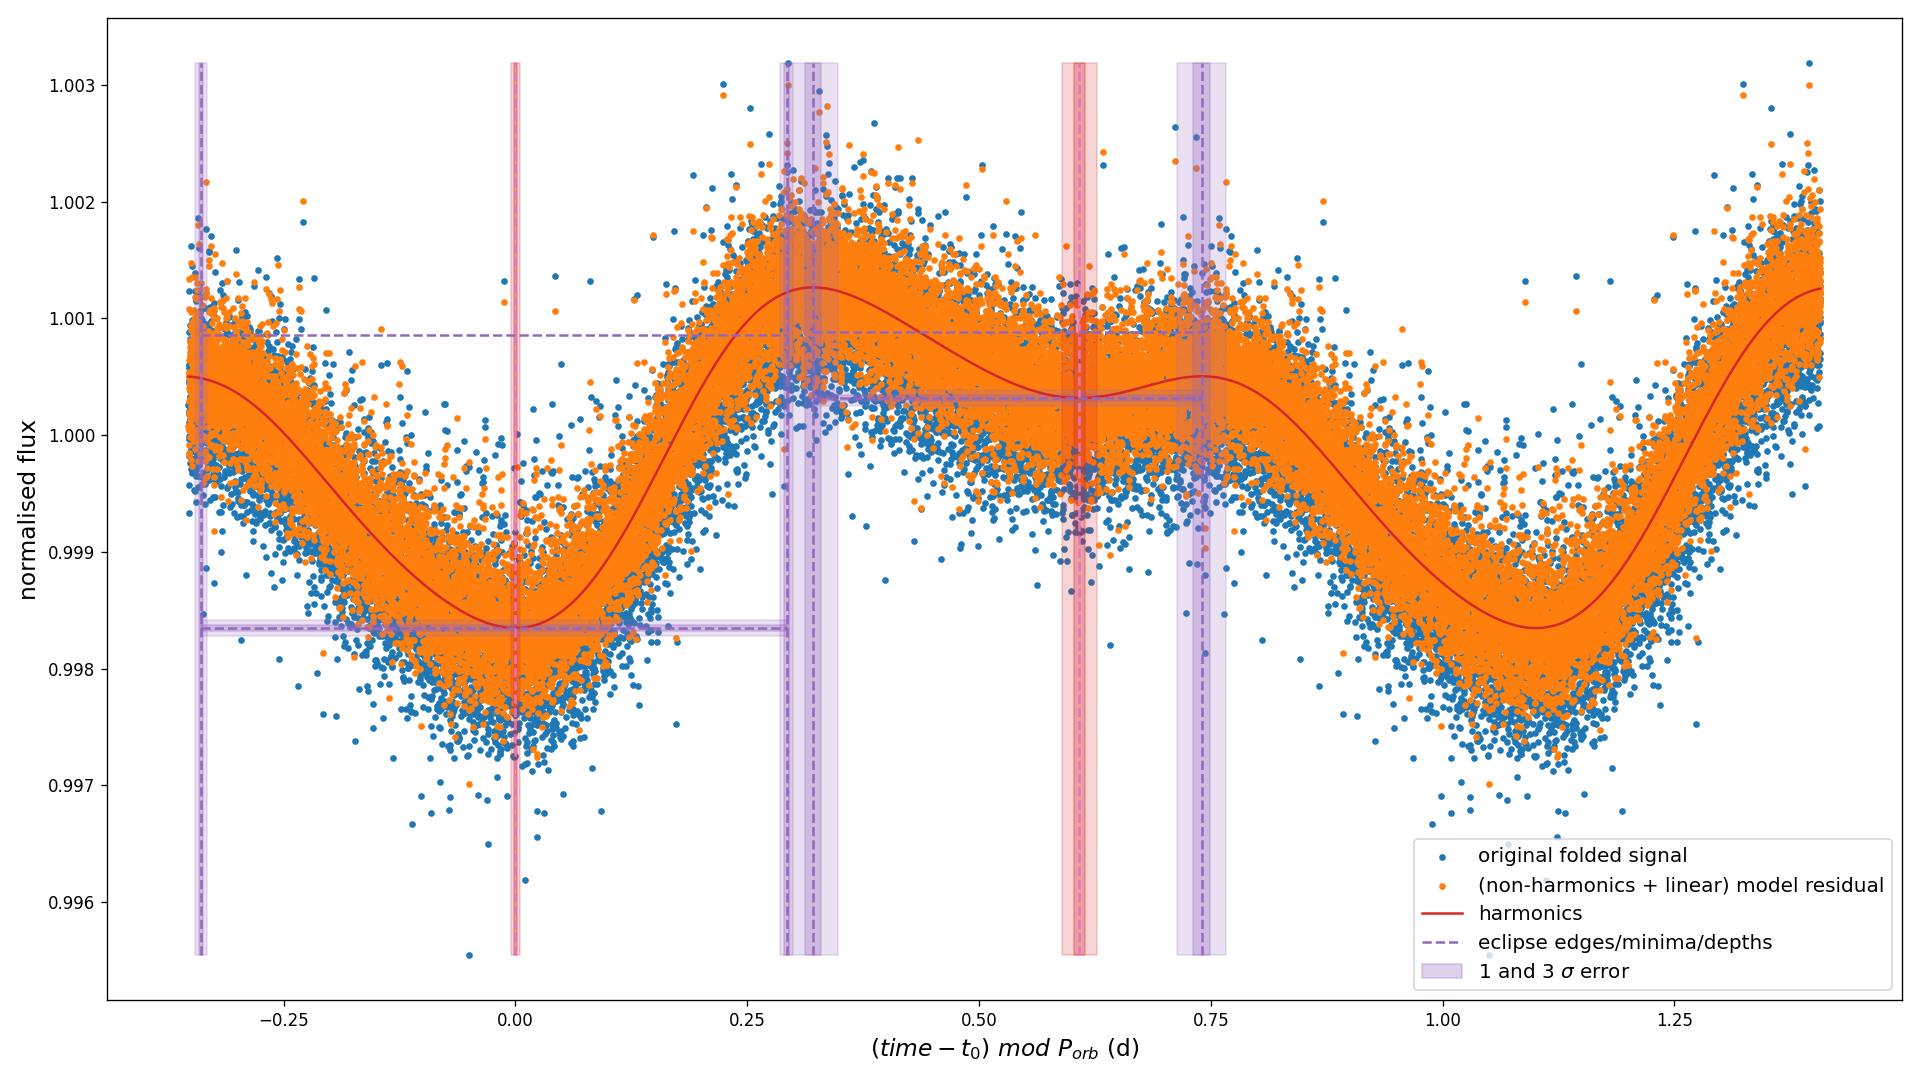 normalised flux
1.003
1.002
1.001
1.000
0.999
0.998
0.997
0.996
−0.25 0.00 0.25 0.50 0.75 1.00 1.25
(time − t₀) mod Pₒᵣᵦ (d)
original folded signal
(non-harmonics + linear) model residual
harmonics
eclipse edges/minima/depths
1 and 3 σ error